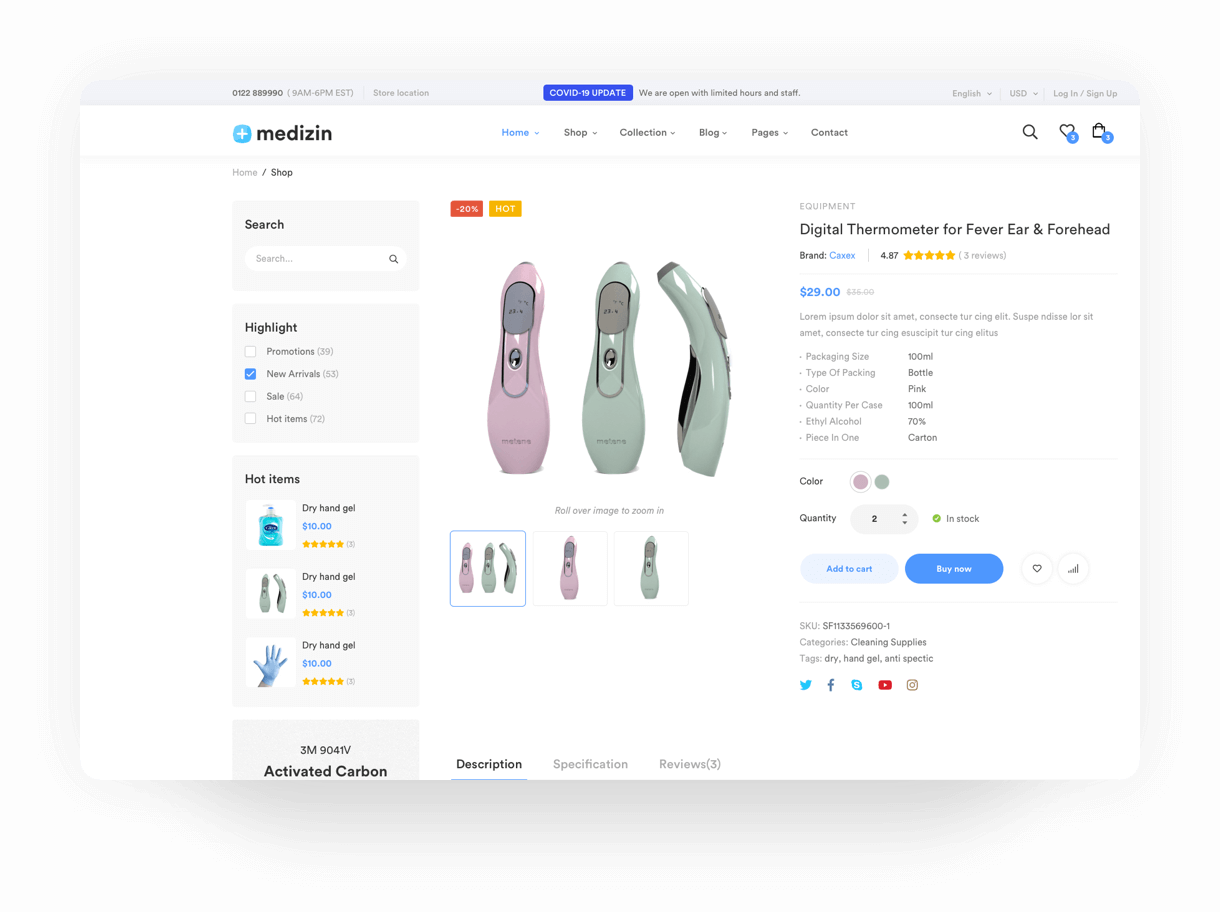 0122 889990 ( 9AM-6PM EST) Store location COVID-19 UPDATE We are open with limited hours and staff. English USD Log In / Sign Up
medizin Home Shop Collection Blog Pages Contact 3 3
Home / Shop
Search
Search...
Highlight
Promotions (39)
New Arrivals (53)
Sale (64)
Hot items (72)
Hot items
Dry hand gel
$10.00
(3)
Dry hand gel
$10.00
(3)
Dry hand gel
$10.00
(3)
3M 9041V
Activated Carbon
-20% HOT
Roll over image to zoom in
EQUIPMENT
Digital Thermometer for Fever Ear & Forehead
Brand: Caxex 4.87 ( 3 reviews)
$29.00 $36.00
Lorem ipsum dolor sit amet, consecte tur cing elit. Suspe ndisse lor sit
amet, consecte tur cing esuscipit tur cing elitus
Packaging Size 100ml
Type Of Packing Bottle
Color Pink
Quantity Per Case 100ml
Ethyl Alcohol 70%
Piece In One Carton
Color
Quantity 2 In stock
Add to cart Buy now
SKU: SF1133569600-1
Categories: Cleaning Supplies
Tags: dry, hand gel, anti spectic
Description Specification Reviews(3)